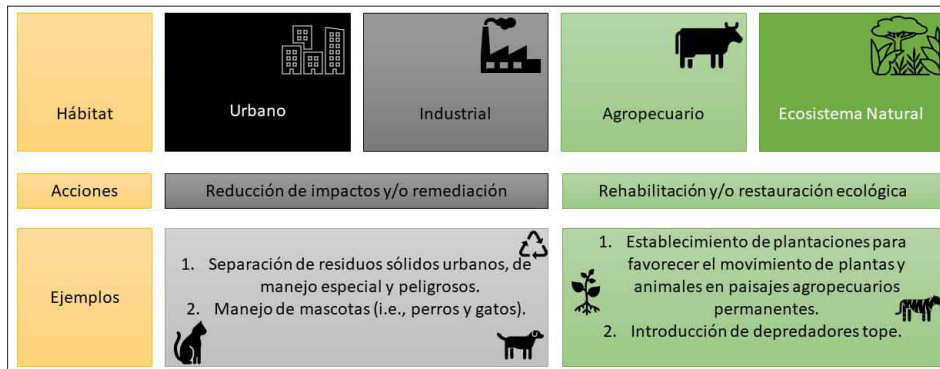 Hábitat
Urbano
Industrial
Agropecuario
Ecosistema Natural
Acciones
Reducción de impactos y/o remediación
Rehabilitación y/o restauración ecológica
Ejemplos
1. Separación de residuos sólidos urbanos, de
manejo especial y peligrosos.
2. Manejo de mascotas (i.e., perros y gatos).
1. Establecimiento de plantaciones para
favorecer el movimiento de plantas y
animales en paisajes agropecuarios
permanentes.
2. Introducción de depredadores tope.